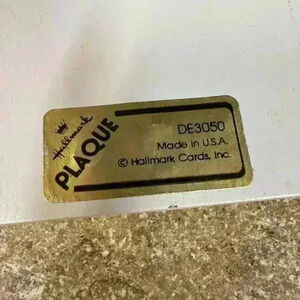 Hallmark
PLAQUE
DE3050
Made in U.S.A.
© Hallmark Cards, Inc.